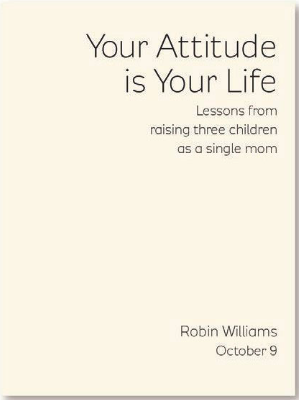 Your Attitude
is Your Life
Lessons from
raising three children
as a single mom
Robin Williams
October 9